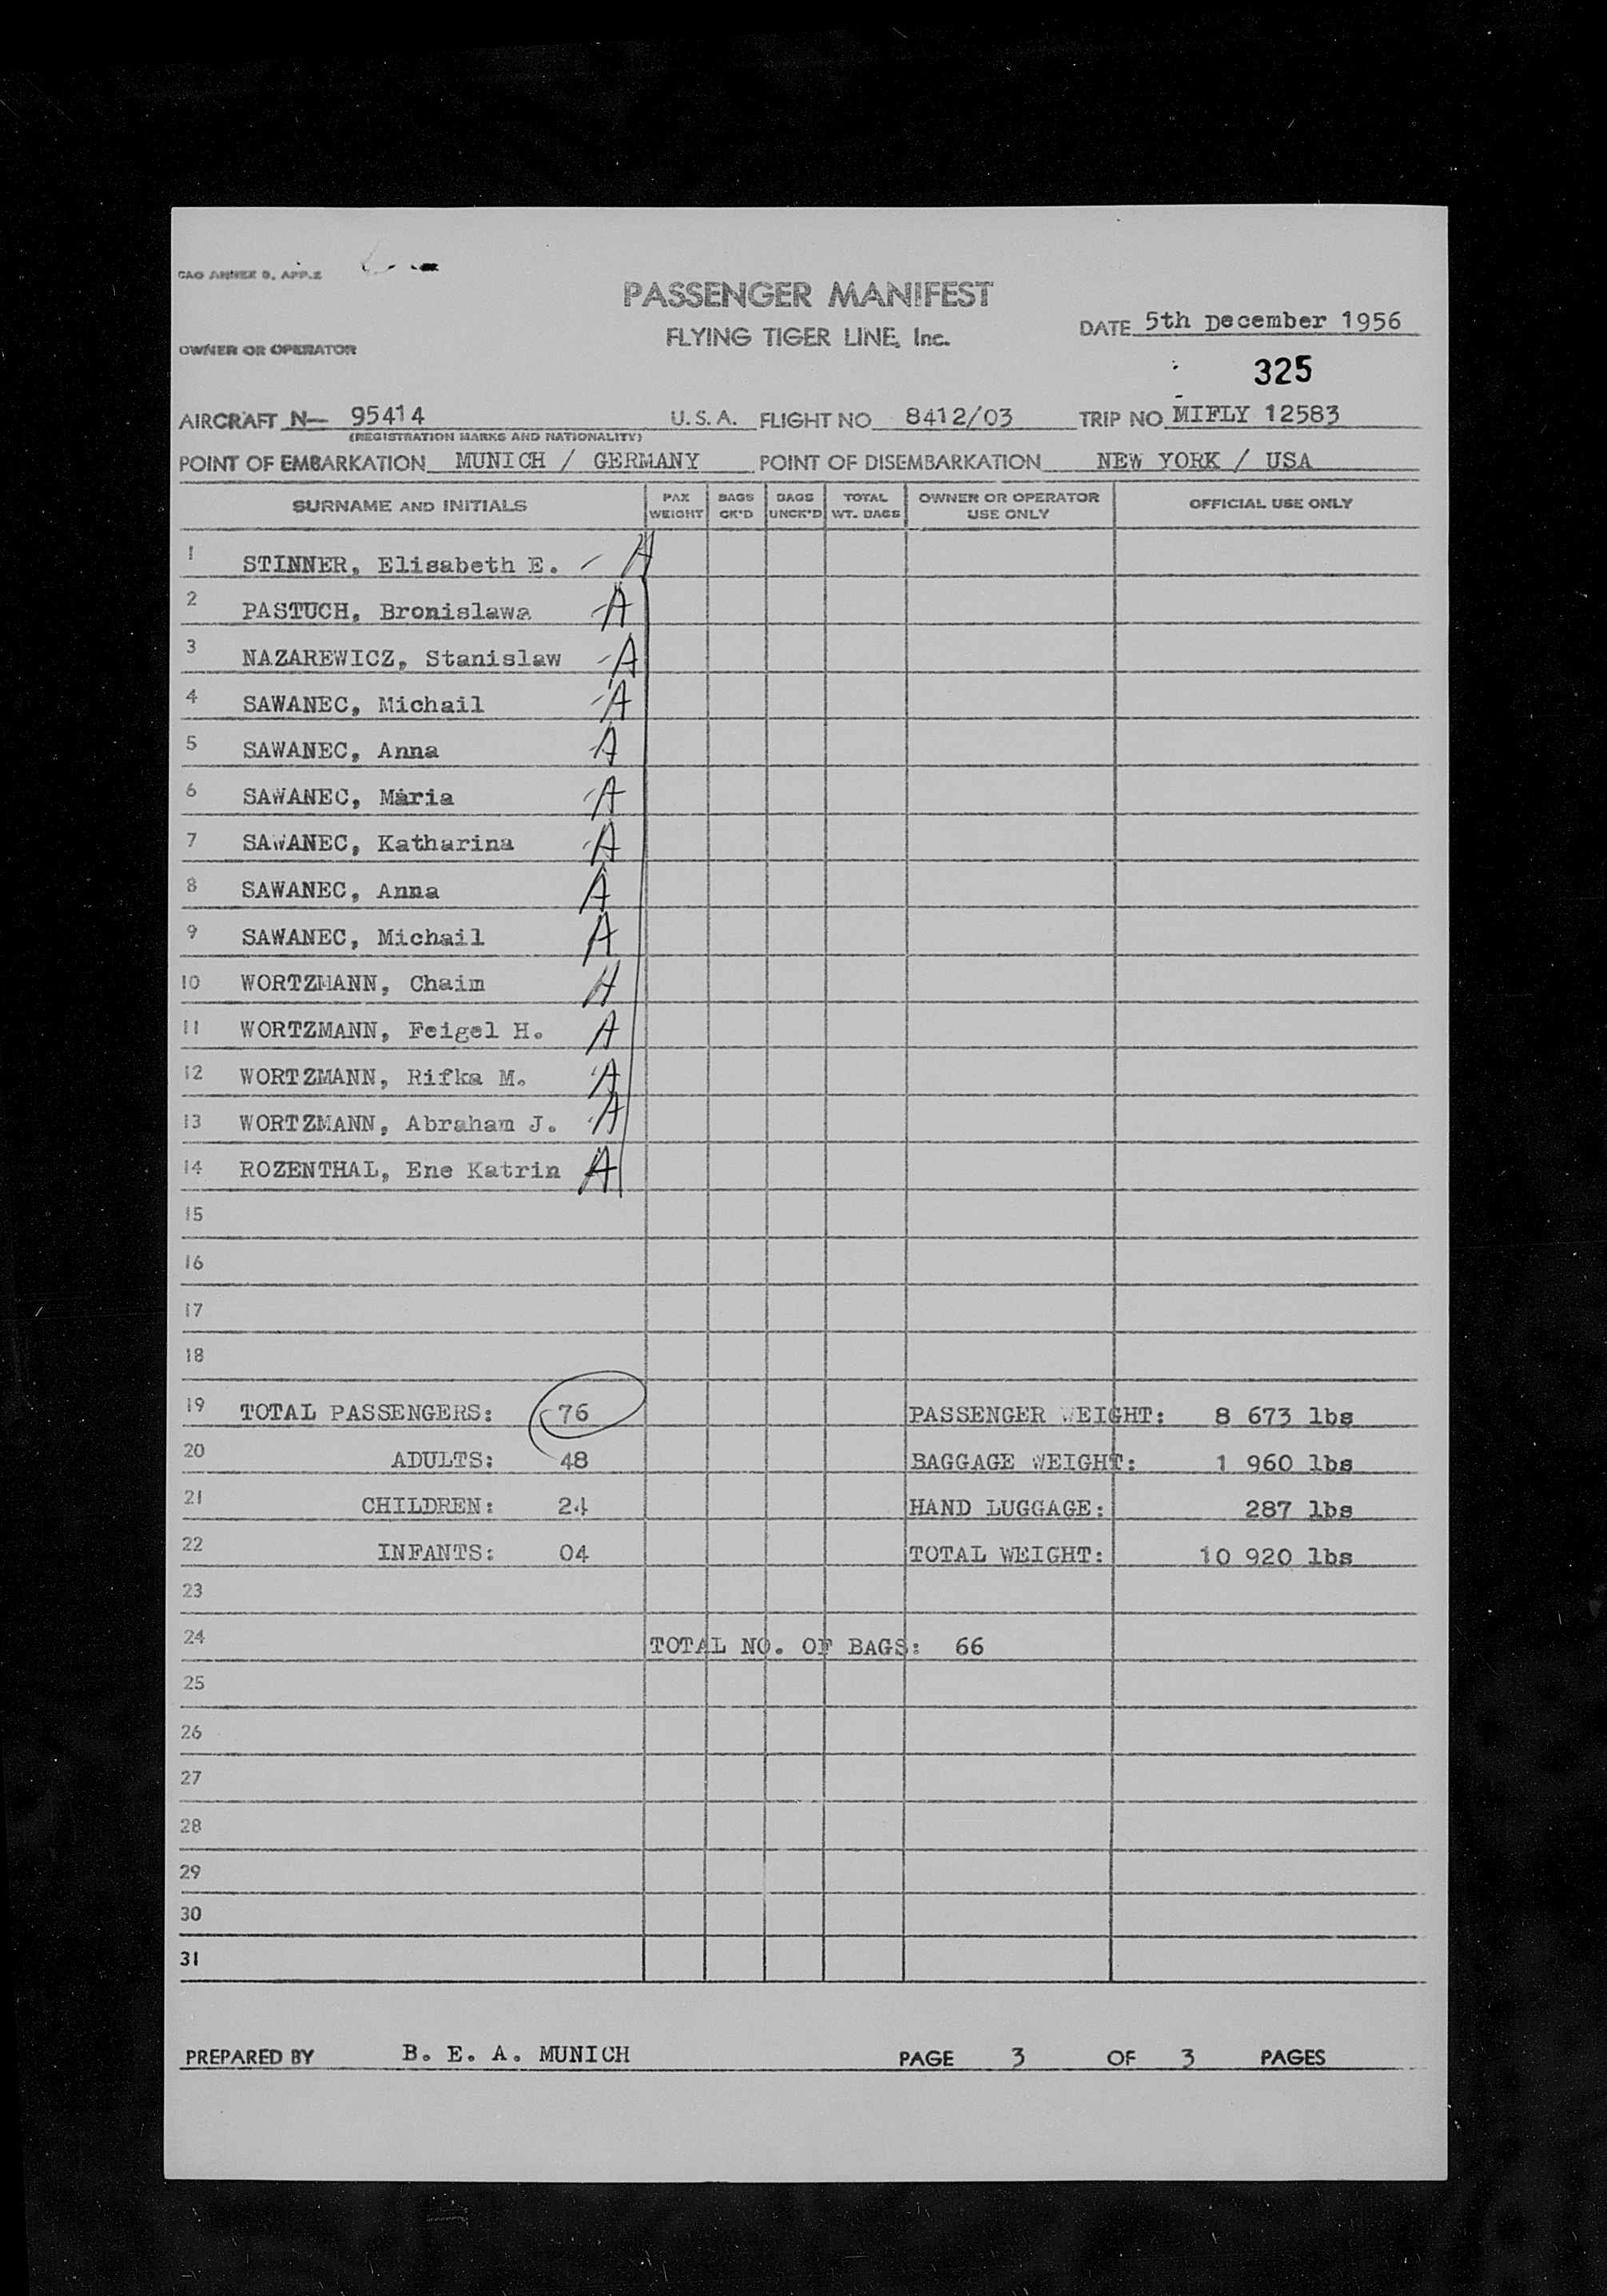 PASSENGER MANIFEST
FLYING TIGER LINE, Inc.
DATE 5th December 1956
OWNER OR OPERATOR
325
AIRCRAFT N— 95414 U.S.A. FLIGHT NO 8412/03 TRIP NO MIFLY 12583
(REGISTRATION MARKS AND NATIONALITY)
POINT OF EMBARKATION MUNICH / GERMANY POINT OF DISEMBARKATION NEW YORK / USA
SURNAME AND INITIALS PAX WEIGHT BAGS CK'D BAGS UNCK'D TOTAL WT. BAGS OWNER OR OPERATOR USE ONLY OFFICIAL USE ONLY
1 STINNER, Elisabeth E. A
2 PASTUCH, Bronislawa A
3 NAZAREWICZ, Stanislaw A
4 SAWANEC, Michail A
5 SAWANEC, Anna A
6 SAWANEC, Maria A
7 SAWANEC, Katharina A
8 SAWANEC, Anna A
9 SAWANEC, Michail A
10 WORTZMANN, Chaim A
11 WORTZMANN, Feigel H. A
12 WORTZMANN, Rifka M. A
13 WORTZMANN, Abraham J. A
14 ROZENTHAL, Ene Katrin A
15
16
17
18
19 TOTAL PASSENGERS: 76 PASSENGER WEIGHT: 8 673 lbs
20 ADULTS: 48 BAGGAGE WEIGHT: 1 960 lbs
21 CHILDREN: 24 HAND LUGGAGE: 287 lbs
22 INFANTS: 04 TOTAL WEIGHT: 10 920 lbs
23
24 TOTAL NO. OF BAGS: 66
25
26
27
28
29
30
31
PREPARED BY B. E. A. MUNICH PAGE 3 OF 3 PAGES